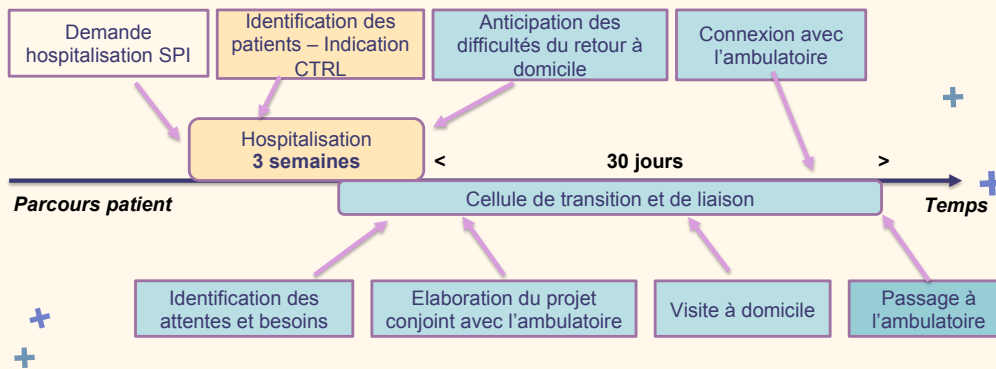 Demande
hospitalisation SPI
Identification des
patients – Indication
CTRL
Anticipation des
difficultés du retour à
domicile
Connexion avec
l'ambulatoire
Hospitalisation
3 semaines
< 30 jours >
Cellule de transition et de liaison
Parcours patient
Temps
Identification des
attentes et besoins
Elaboration du projet
conjoint avec l'ambulatoire
Visite à domicile
Passage à
l'ambulatoire